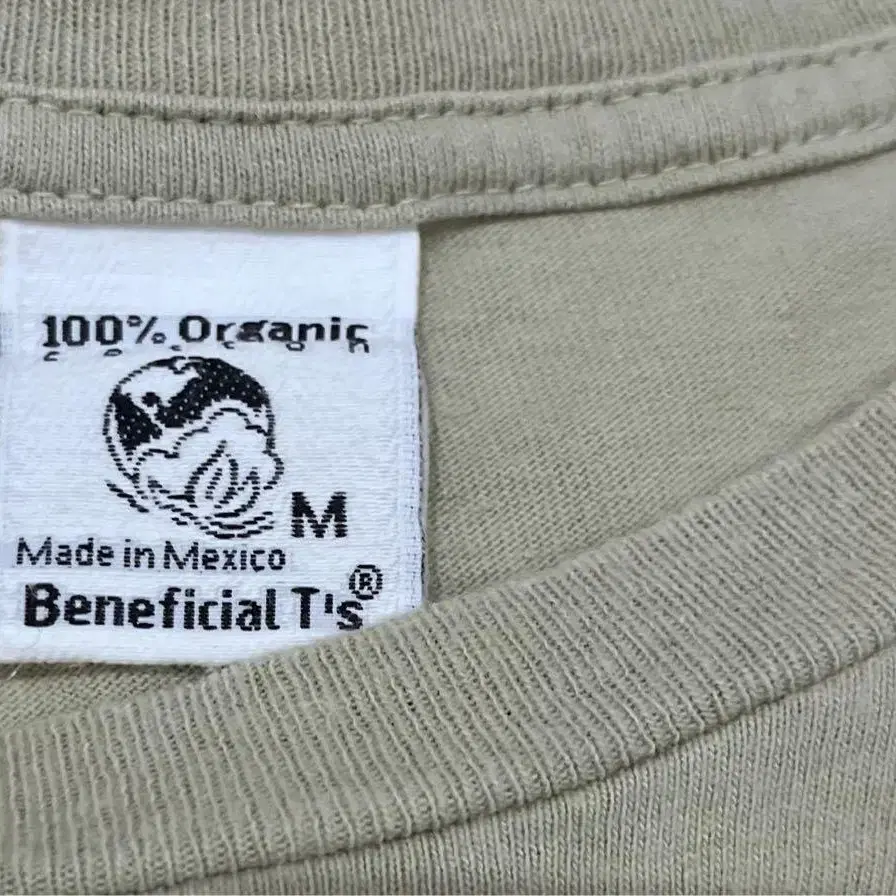 100% Organic
M
Made in Mexico
Beneficial T's®